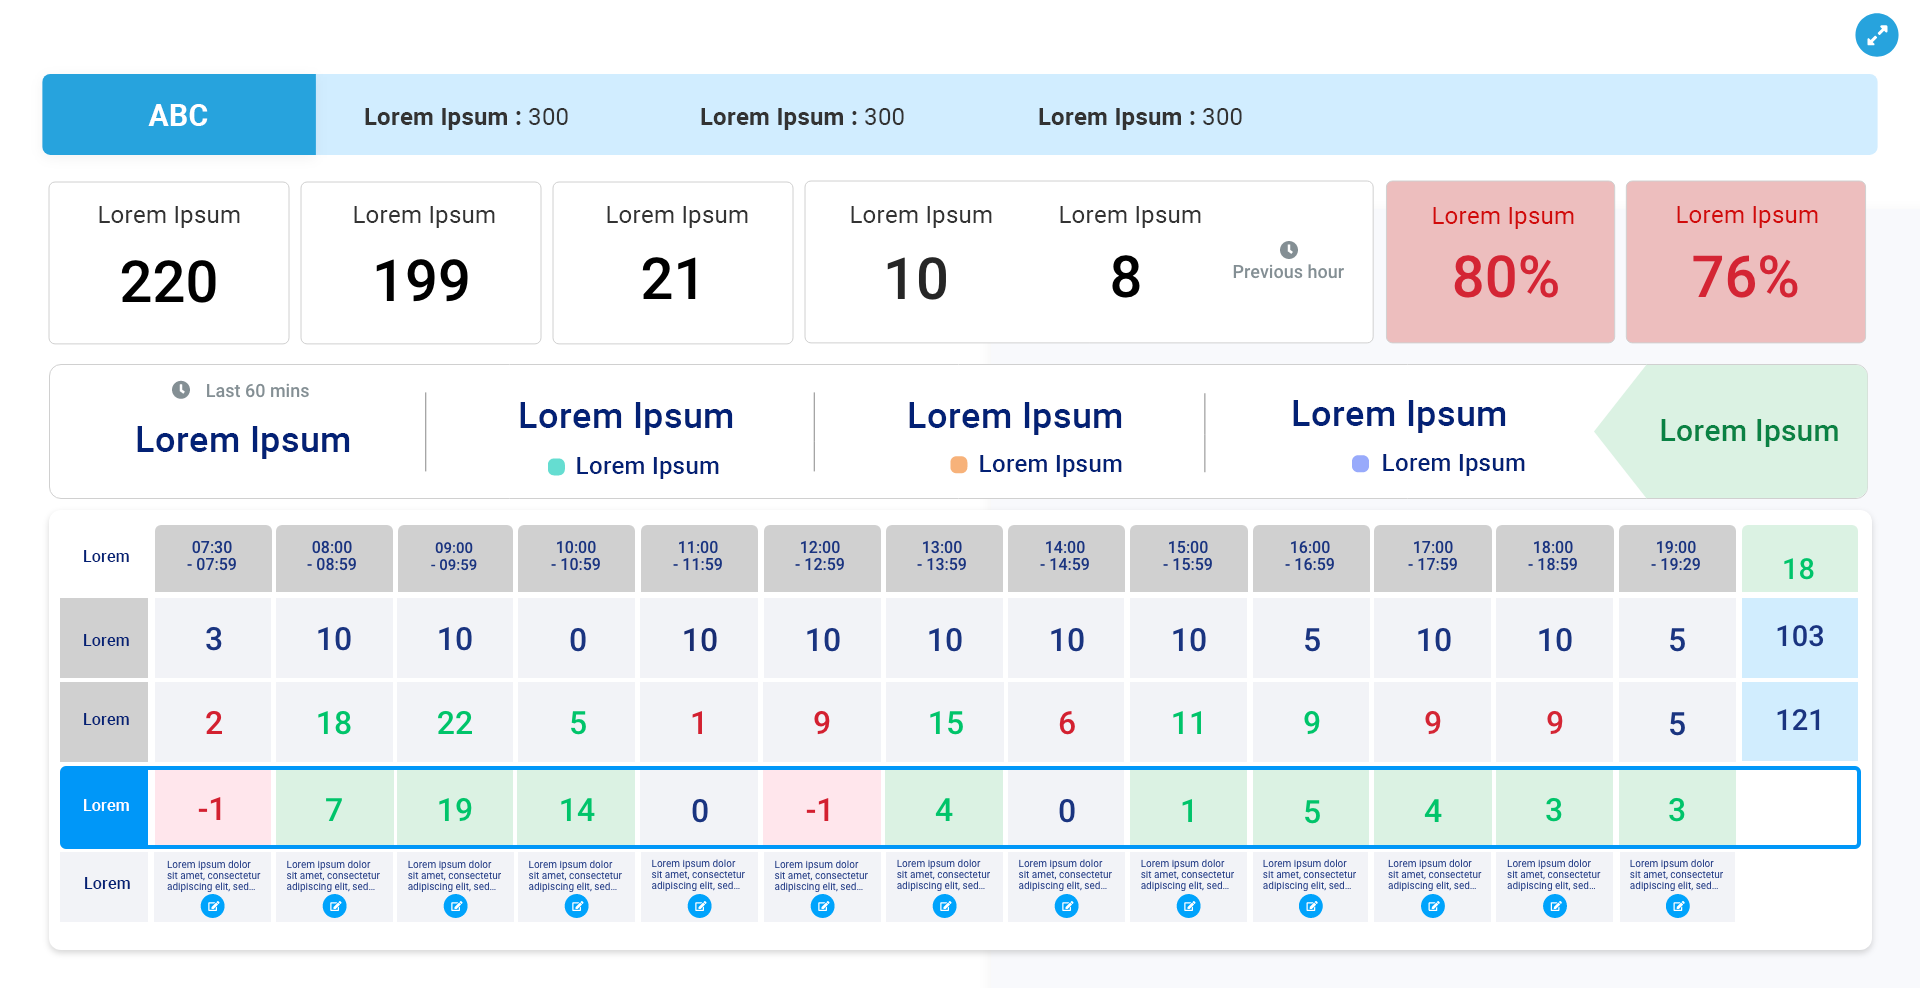 ABC Lorem Ipsum : 300 Lorem Ipsum : 300 Lorem Ipsum : 300
Lorem Ipsum Lorem Ipsum Lorem Ipsum Lorem Ipsum Lorem Ipsum Lorem Ipsum Lorem Ipsum
220 199 21 10 8 Previous hour 80% 76%
Last 60 mins
Lorem Ipsum Lorem Ipsum Lorem Ipsum Lorem Ipsum Lorem Ipsum
Lorem Ipsum Lorem Ipsum Lorem Ipsum
Lorem 07:30 08:00 09:00 10:00 11:00 12:00 13:00 14:00 15:00 16:00 17:00 18:00 19:00 18
- 07:59 - 08:59 - 09:59 - 10:59 - 11:59 - 12:59 - 13:59 - 14:59 - 15:59 - 16:59 - 17:59 - 18:59 - 19:29
Lorem 3 10 10 0 10 10 10 10 10 5 10 10 5 103
Lorem 2 18 22 5 1 9 15 6 11 9 9 9 5 121
Lorem -1 7 19 14 0 -1 4 0 1 5 4 3 3
Lorem
Lorem ipsum dolor Lorem ipsum dolor Lorem ipsum dolor Lorem ipsum dolor Lorem ipsum dolor Lorem ipsum dolor Lorem ipsum dolor Lorem ipsum dolor Lorem ipsum dolor Lorem ipsum dolor Lorem ipsum dolor Lorem ipsum dolor Lorem ipsum dolor
sit amet, consectetur sit amet, consectetur sit amet, consectetur sit amet, consectetur sit amet, consectetur sit amet, consectetur sit amet, consectetur sit amet, consectetur sit amet, consectetur sit amet, consectetur sit amet, consectetur sit amet, consectetur sit amet, consectetur
adipiscing elit, sed... adipiscing elit, sed... adipiscing elit, sed... adipiscing elit, sed... adipiscing elit, sed... adipiscing elit, sed... adipiscing elit, sed... adipiscing elit, sed... adipiscing elit, sed... adipiscing elit, sed... adipiscing elit, sed... adipiscing elit, sed... adipiscing elit, sed...